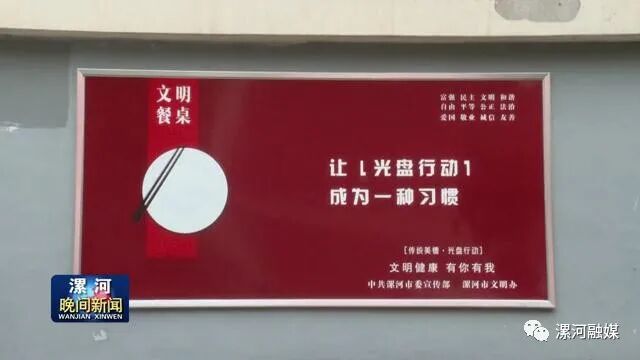 文明
餐桌
富强 民主 文明 和谐
自由 平等 公正 法治
爱国 敬业 诚信 友善
让［光盘行动］
成为一种习惯
［传统美德·光盘行动］
文明健康 有你有我
中共漯河市委宣传部 漯河市文明办
漯河
晚间新闻
WANJIAN XINWEN
漯河融媒